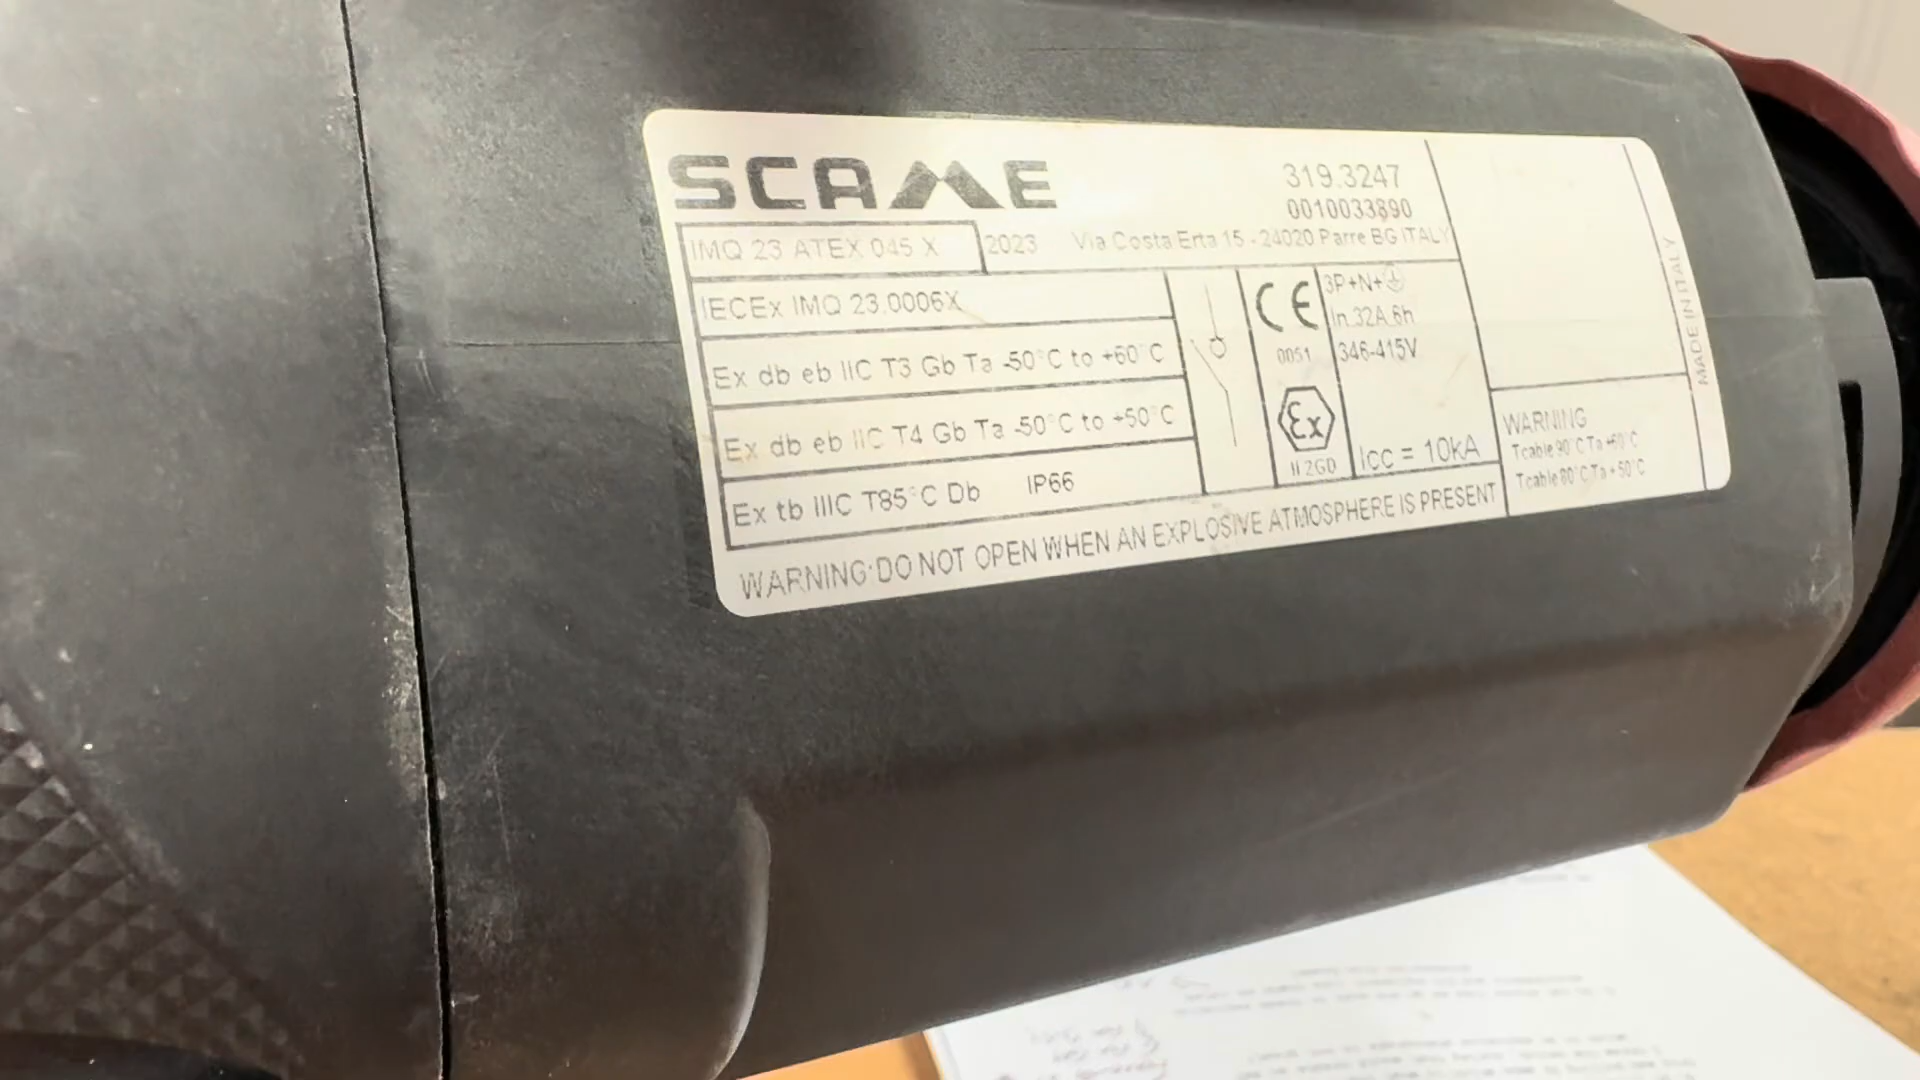 SCAME
319.3247
0010033890
IMQ 23 ATEX 045 X
2023
Via Costa Erta 15 - 24020 Parre BG ITALY
IECEx IMQ 23.0006X
Ex db eb IIC T3 Gb Ta -50°C to +60°C
Ex db eb IIC T4 Gb Ta -50°C to +50°C
Ex tb IIIC T85°C Db IP66
CE
0051
Ex
II 2GD
3P+N+⏚
In 32A 6h
346-415V
Icc = 10kA
WARNING
Tcable 90°C Ta +60°C
Tcable 80°C Ta + 50°C
MADE IN ITALY
WARNING:DO NOT OPEN WHEN AN EXPLOSIVE ATMOSPHERE IS PRESENT